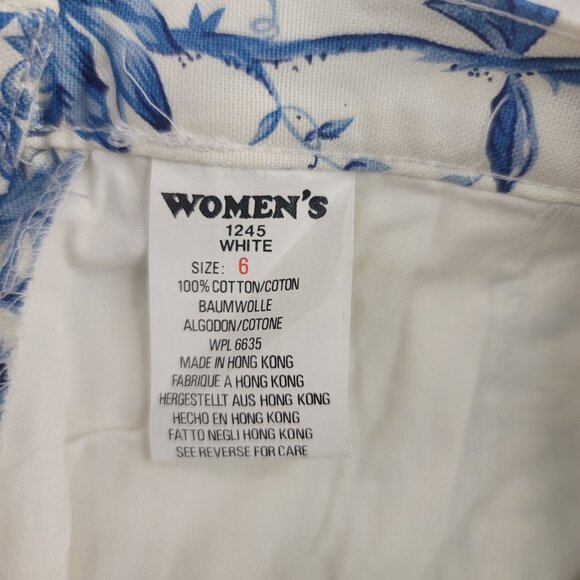 WOMEN'S
1245
WHITE
SIZE: 6
100% COTTON/COTON
BAUMWOLLE
ALGODON/COTONE
WPL 6635
MADE IN HONG KONG
FABRIQUE A HONG KONG
HERGESTELLT AUS HONG KONG
HECHO EN HONG KONG
FATTO NEGLI HONG KONG
SEE REVERSE FOR CARE